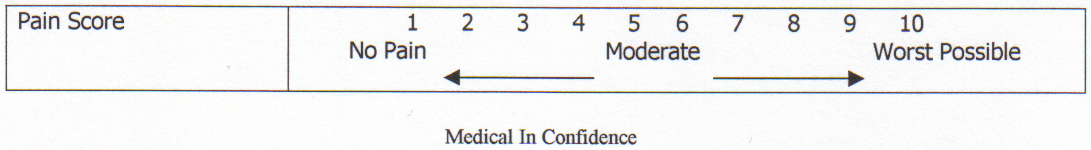 Pain Score 1 2 3 4 5 6 7 8 9 10
No Pain Moderate Worst Possible
Medical In Confidence